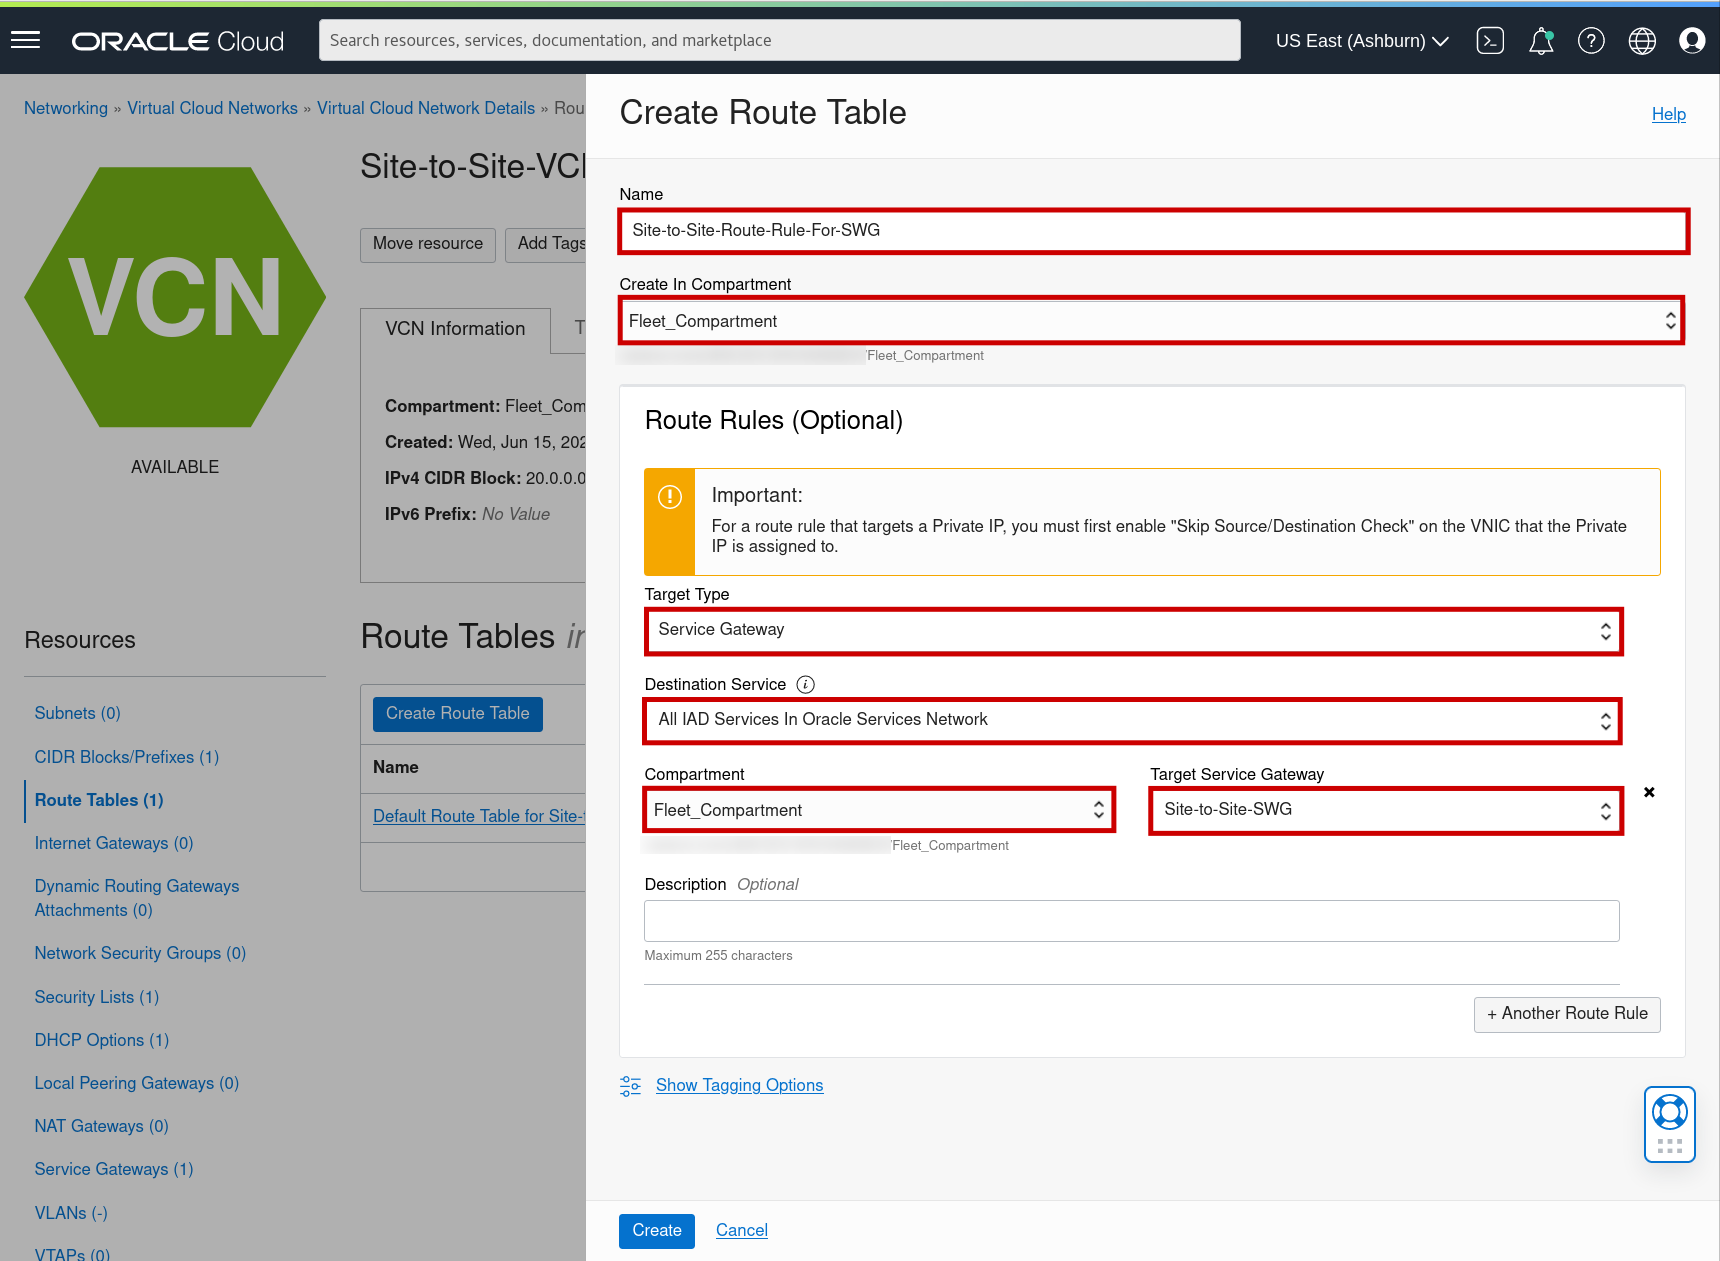 ORACLE Cloud
Search resources, services, documentation, and marketplace
US East (Ashburn)
Networking » Virtual Cloud Networks » Virtual Cloud Network Details » Rou
VCN
AVAILABLE
Site-to-Site-VC
Move resource
Add Tags
VCN Information
T
Compartment: Fleet_Com
Created: Wed, Jun 15, 202
IPv4 CIDR Block: 20.0.0.0
IPv6 Prefix: No Value
Resources
Subnets (0)
CIDR Blocks/Prefixes (1)
Route Tables (1)
Internet Gateways (0)
Dynamic Routing Gateways
Attachments (0)
Network Security Groups (0)
Security Lists (1)
DHCP Options (1)
Local Peering Gateways (0)
NAT Gateways (0)
Service Gateways (1)
VLANs (-)
VTAPs (0)
Route Tables in
Create Route Table
Name
Default Route Table for Site-t
Create Route Table
Help
Name
Site-to-Site-Route-Rule-For-SWG
Create In Compartment
Fleet_Compartment
/Fleet_Compartment
Route Rules (Optional)
Important:
For a route rule that targets a Private IP, you must first enable "Skip Source/Destination Check" on the VNIC that the Private
IP is assigned to.
Target Type
Service Gateway
Destination Service
All IAD Services In Oracle Services Network
Compartment
Fleet_Compartment
/Fleet_Compartment
Target Service Gateway
Site-to-Site-SWG
Description Optional
Maximum 255 characters
+ Another Route Rule
Show Tagging Options
Create
Cancel